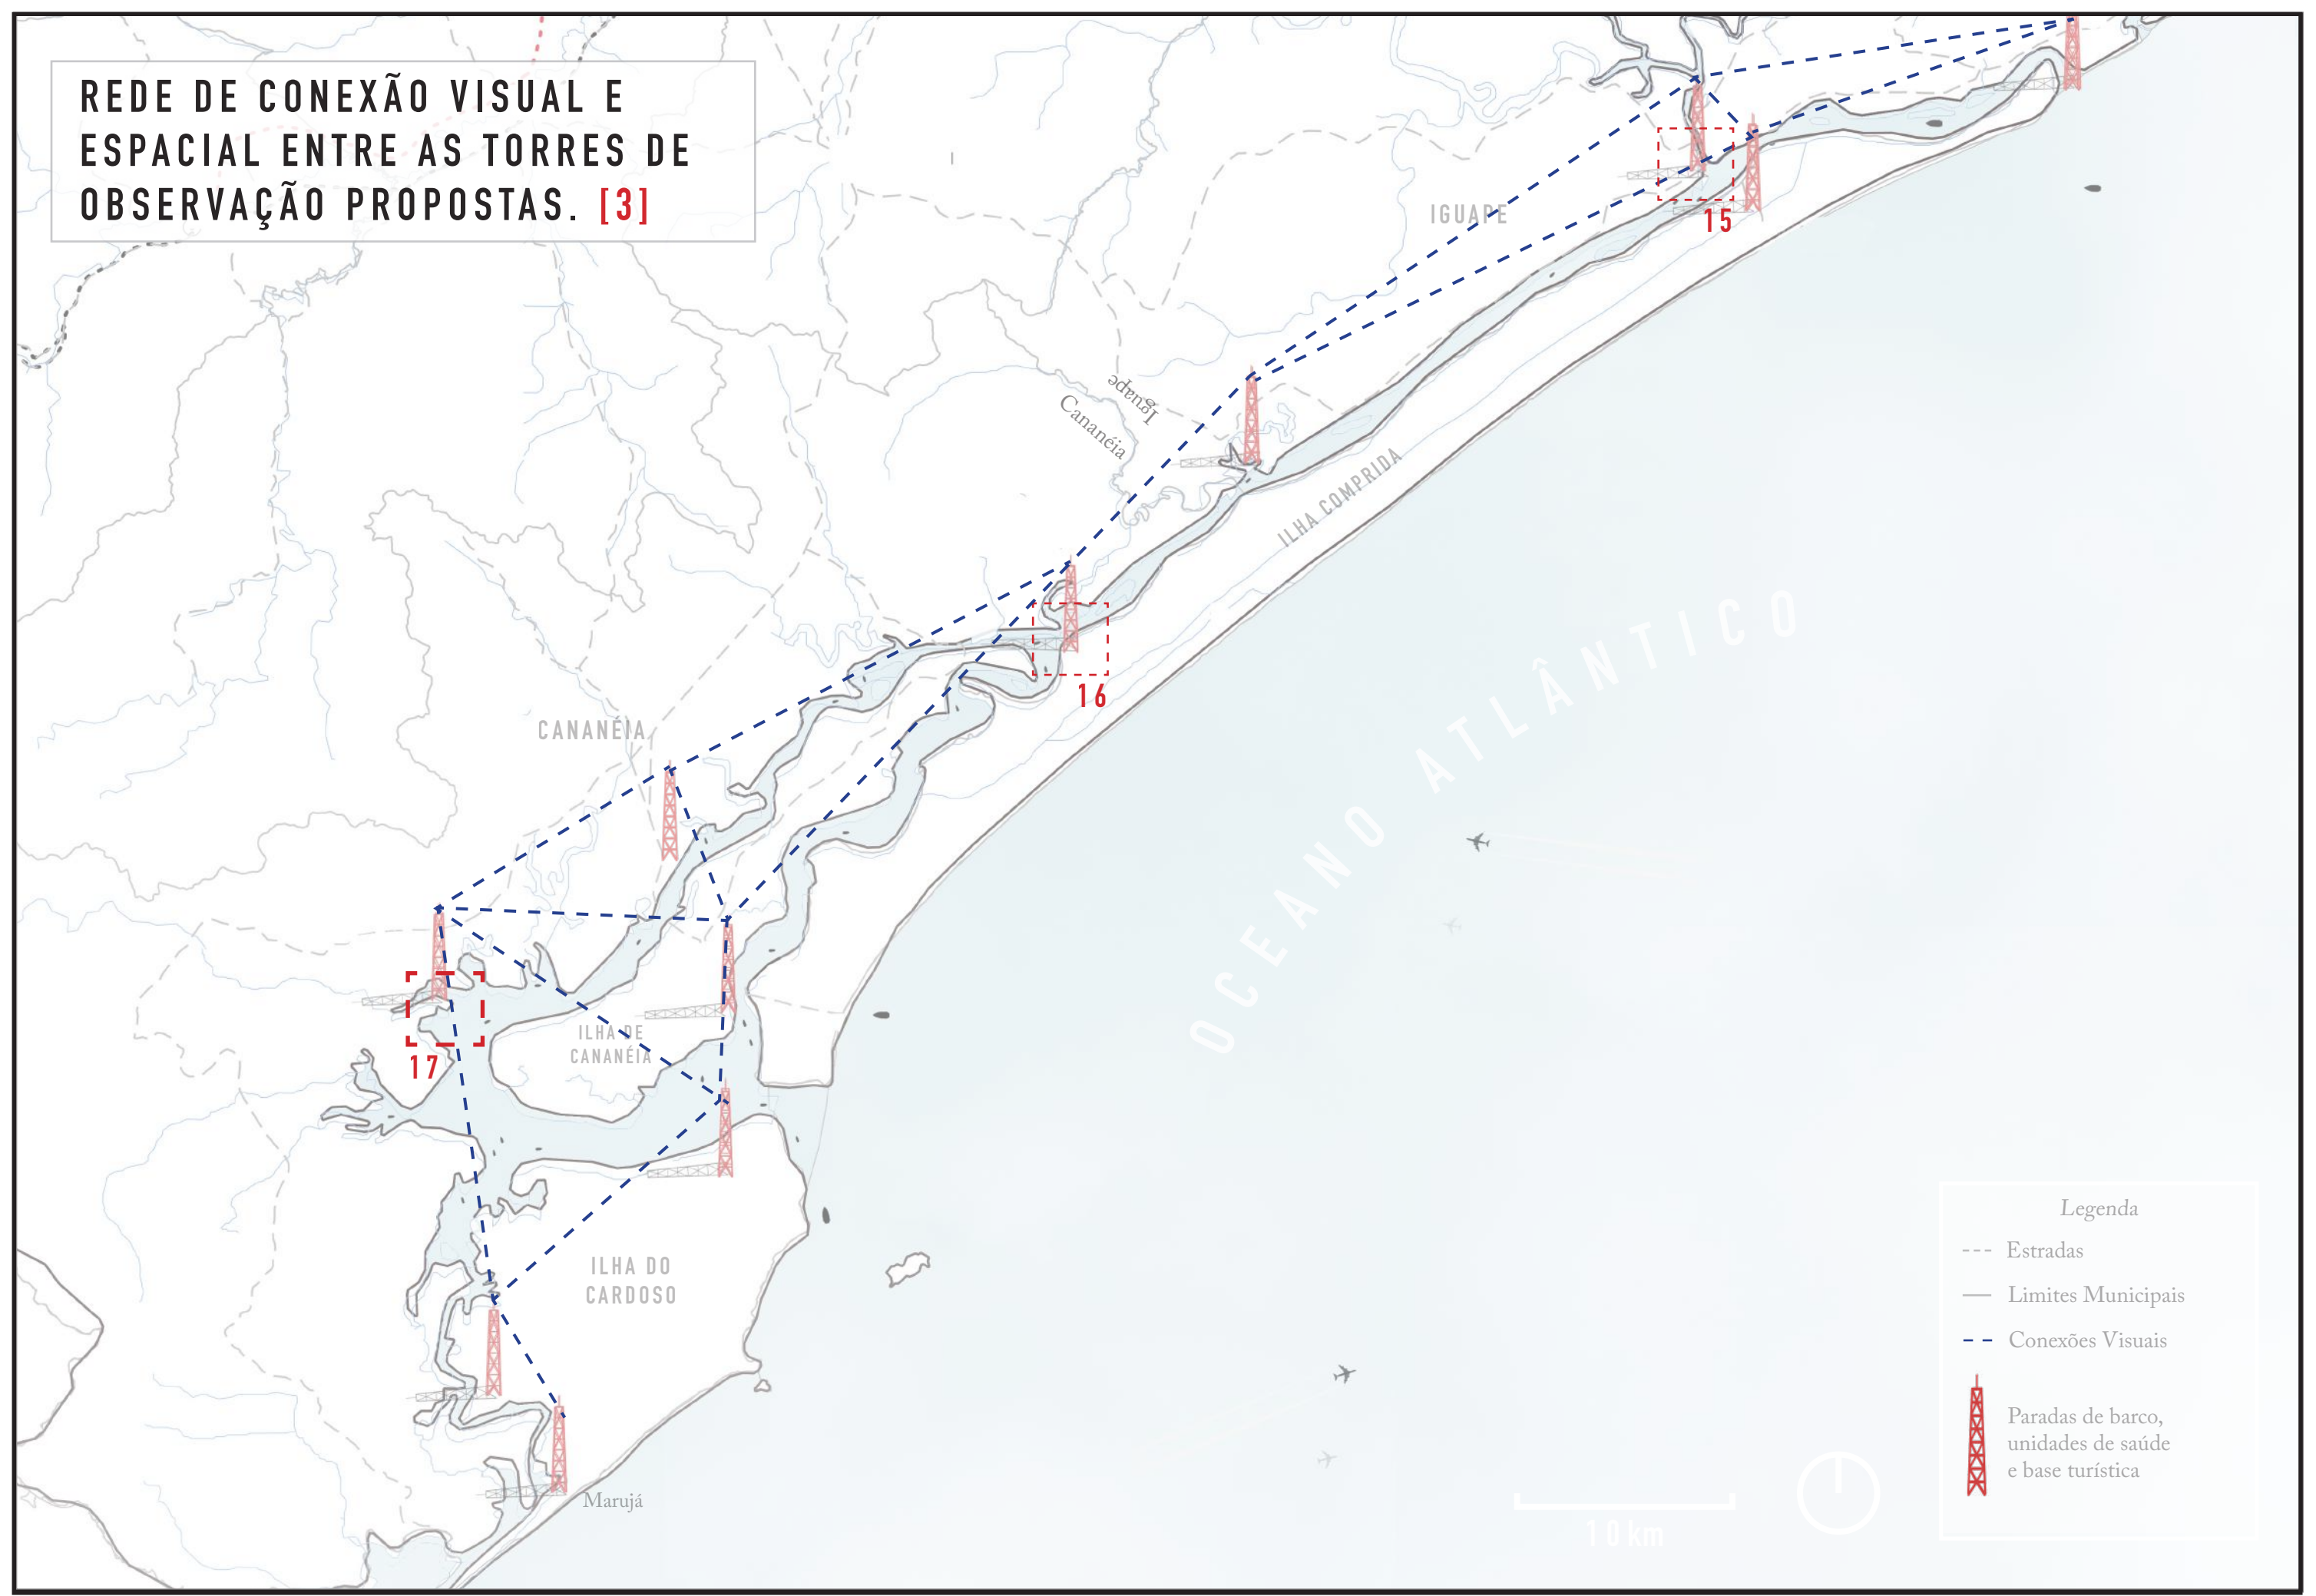 REDE DE CONEXÃO VISUAL E
ESPACIAL ENTRE AS TORRES DE
OBSERVAÇÃO PROPOSTAS. [3]
IGUAPE
15
Iguape
Cananéia
ILHA COMPRIDA
16
OCEANO ATLÂNTICO
CANANÉIA
17
ILHA DE
CANANÉIA
ILHA DO
CARDOSO
Marujá
10km
Legenda
Estradas
Limites Municipais
Conexões Visuais
Paradas de barco,
unidades de saúde
e base turística